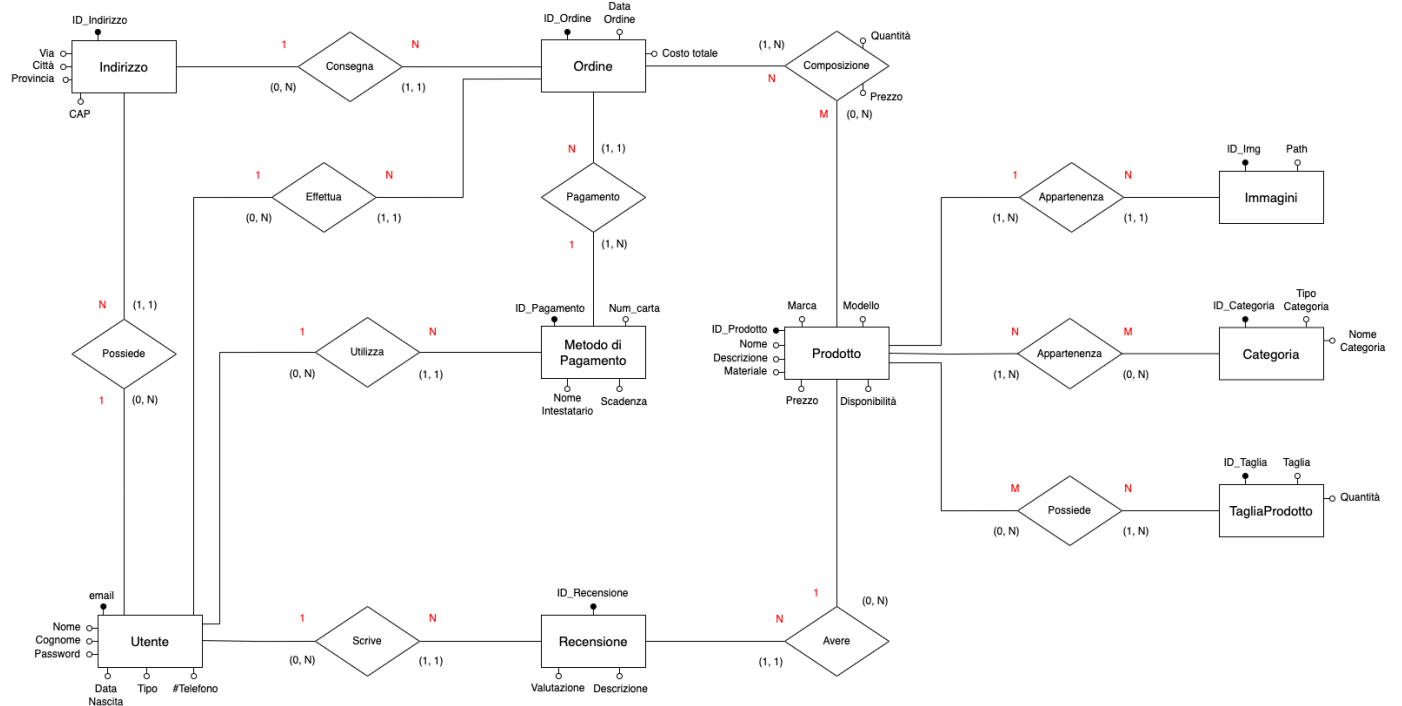 ID_Indirizzo
Via
Città
Provincia
CAP
Indirizzo
1
(0, N)
Consegna
N
(1, 1)
ID_Ordine
Data
Ordine
Costo totale
Ordine
(1, N)
N
Composizione
Quantità
Prezzo
M
(0, N)
1
(0, N)
Effettua
N
(1, 1)
N
(1, 1)
Pagamento
1
(1, N)
1
(1, N)
Appartenenza
N
(1, 1)
ID_Img
Path
Immagini
N
(1, 1)
Possiede
1
(0, N)
1
(0, N)
Utilizza
N
(1, 1)
ID_Pagamento
Num_carta
Metodo di
Pagamento
Nome
Intestatario
Scadenza
Marca
Modello
ID_Prodotto
Nome
Descrizione
Materiale
Prodotto
Prezzo
Disponibilità
N
(1, N)
Appartenenza
M
(0, N)
ID_Categoria
Tipo
Categoria
Nome
Categoria
Categoria
M
(0, N)
Possiede
N
(1, N)
ID_Taglia
Taglia
Quantità
TagliaProdotto
email
Nome
Cognome
Password
Utente
Data
Nascita
Tipo
#Telefono
1
(0, N)
Scrive
N
(1, 1)
ID_Recensione
Recensione
Valutazione
Descrizione
N
(1, 1)
Avere
1
(0, N)